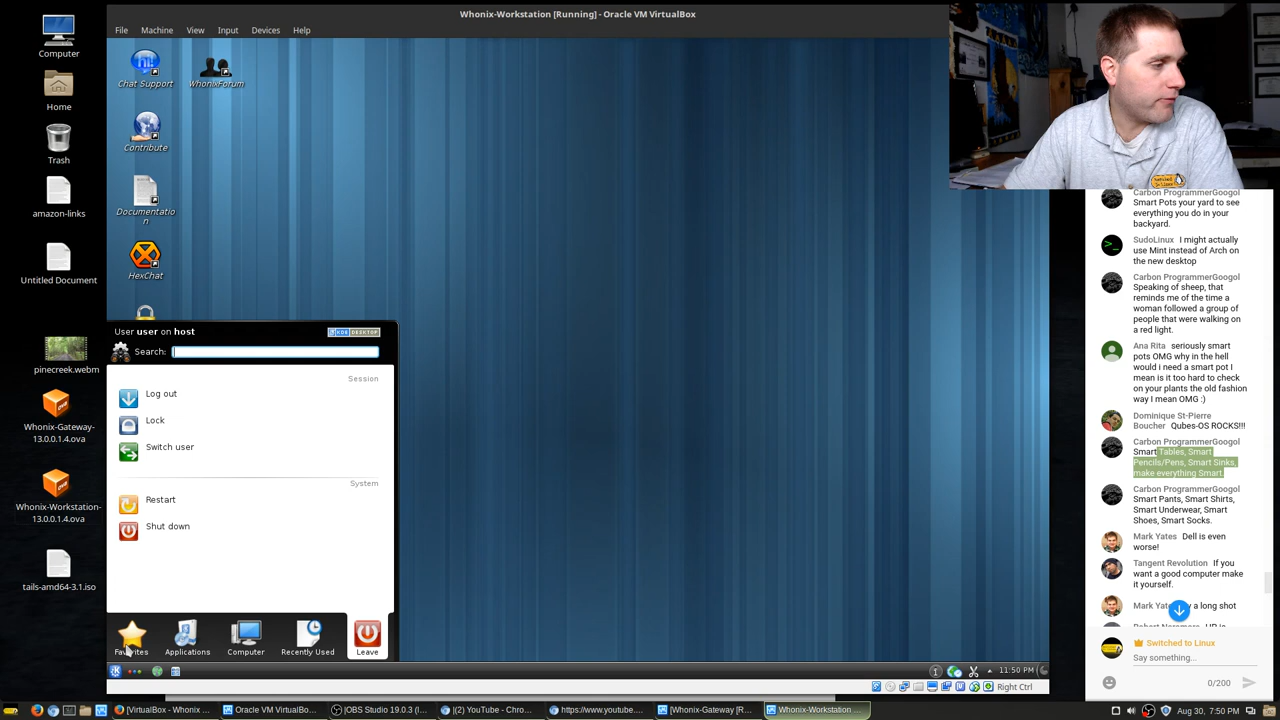 Whonix-Workstation [Running] - Oracle VM VirtualBox
File Machine View Input Devices Help
Computer
Home
Trash
amazon-links
Untitled Document
pinecreek.webm
Whonix-Gateway-
13.0.0.1.4.ova
Whonix-Workstation-
13.0.0.1.4.ova
tails-amd64-3.1.iso
Chat Support
WhonixForum
Contribute
Documentatio
n
HexChat
User user on host
KDE DESKTOP
Search:
Session
Log out
Lock
Switch user
System
Restart
Shut down
Favorites Applications Computer Recently Used Leave
11:50 PM
Right Ctrl
Carbon ProgrammerGoogol
Smart Pots your yard to see
everything you do in your
backyard.
SudoLinux I might actually
use Mint instead of Arch on
the new desktop
Carbon ProgrammerGoogol
Speaking of sheep, that
reminds me of the time a
woman followed a group of
people that were walking on
a red light.
Ana Rita seriously smart
pots OMG why in the hell
would i need a smart pot I
mean is it too hard to check
on your plants the old fashion
way I mean OMG :)
Dominique St-Pierre
Boucher Qubes-OS ROCKS!!!
Carbon ProgrammerGoogol
Smart Tables, Smart
Pencils/Pens, Smart Sinks,
make everything Smart.
Carbon ProgrammerGoogol
Smart Pants, Smart Shirts,
Smart Underwear, Smart
Shoes, Smart Socks.
Mark Yates Dell is even
worse!
Tangent Revolution If you
want a good computer make
it yourself.
Mark Yat y a long shot
Switched to Linux
Say something...
0/200
[VirtualBox - Whonix ... Oracle VM VirtualBo... [OBS Studio 19.0.3 (l... [(2) YouTube - Chro... https://www.youtube.... [Whonix-Gateway [R... Whonix-Workstation ... Aug 30, 7:50 PM